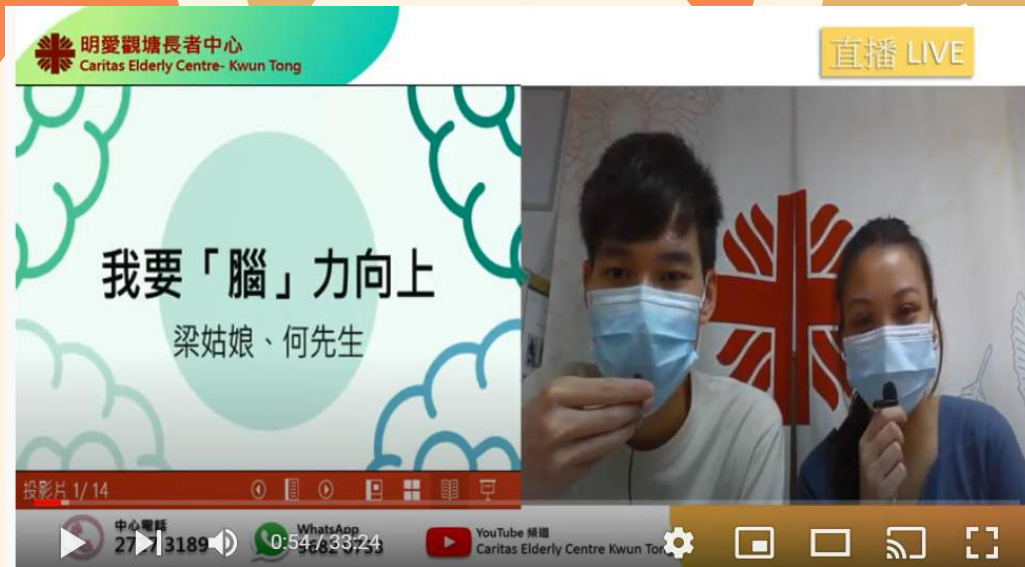 明愛觀塘長者中心
Caritas Elderly Centre- Kwun Tong
直播 LIVE
我要「腦」力向上
梁姑娘、何先生
投影片 1/14
中心電話
3189
WhatsApp
0:54 / 33:24
YouTube 頻道
Caritas Elderly Centre Kwun